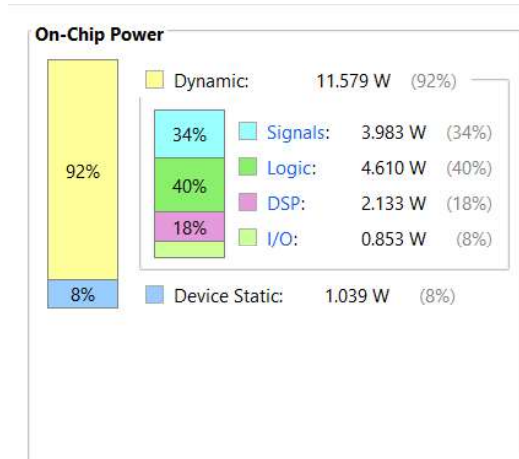 On-Chip Power
Dynamic: 11.579 W (92%)
34% Signals: 3.983 W (34%)
92% 40% Logic: 4.610 W (40%)
18% DSP: 2.133 W (18%)
I/O: 0.853 W (8%)
8% Device Static: 1.039 W (8%)